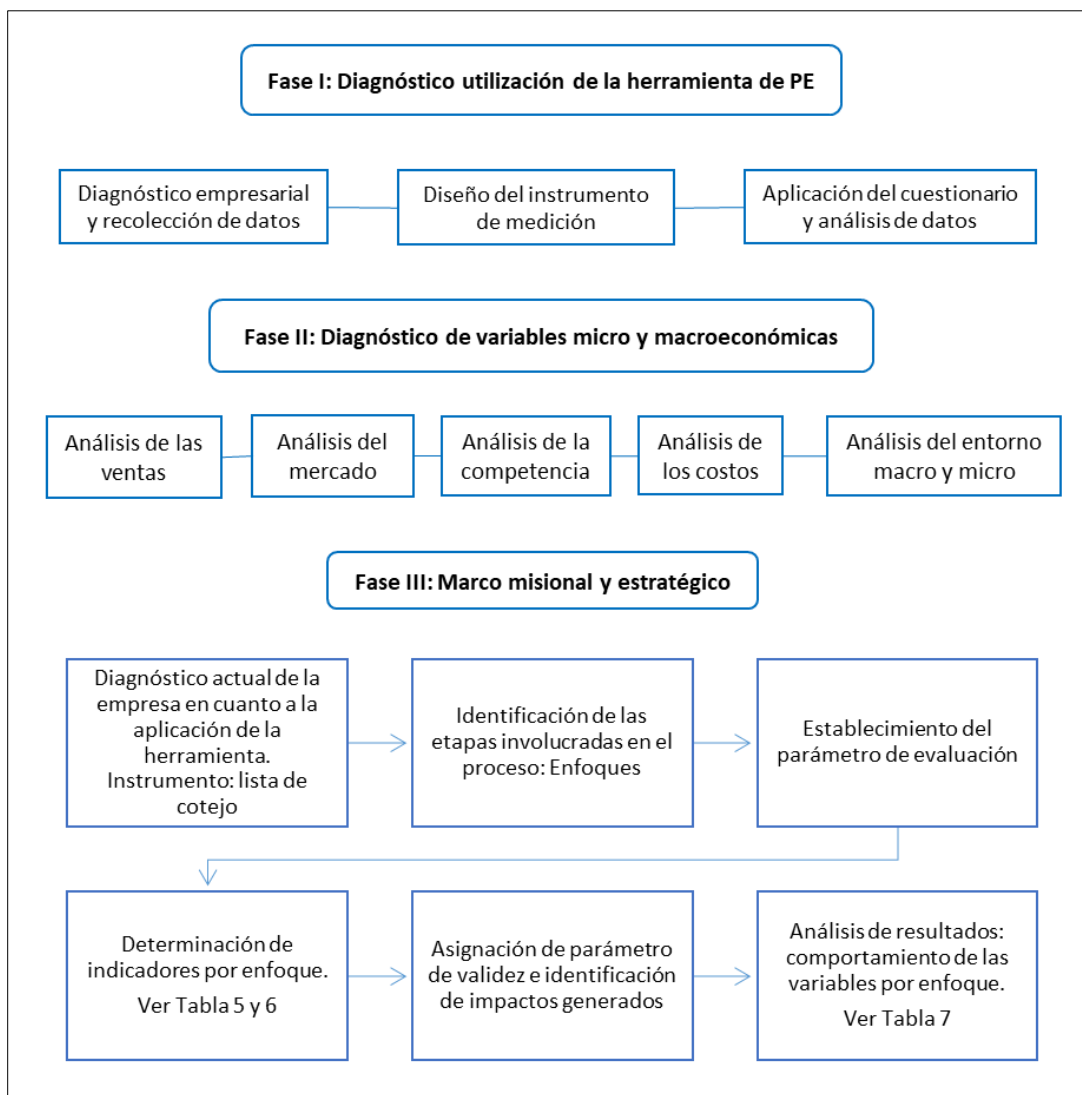 Fase I: Diagnóstico utilización de la herramienta de PE
Diagnóstico empresarial
y recolección de datos
Diseño del instrumento
de medición
Aplicación del cuestionario
y análisis de datos
Fase II: Diagnóstico de variables micro y macroeconómicas
Análisis de las
ventas
Análisis del
mercado
Análisis de la
competencia
Análisis de
los costos
Análisis del entorno
macro y micro
Fase III: Marco misional y estratégico
Diagnóstico actual de la
empresa en cuanto a la
aplicación de la
herramienta.
Instrumento: lista de
cotejo
Identificación de las
etapas involucradas en el
proceso: Enfoques
Establecimiento del
parámetro de evaluación
Determinación de
indicadores por enfoque.
Ver Tabla 5 y 6
Asignación de parámetro
de validez e identificación
de impactos generados
Análisis de resultados:
comportamiento de las
variables por enfoque.
Ver Tabla 7